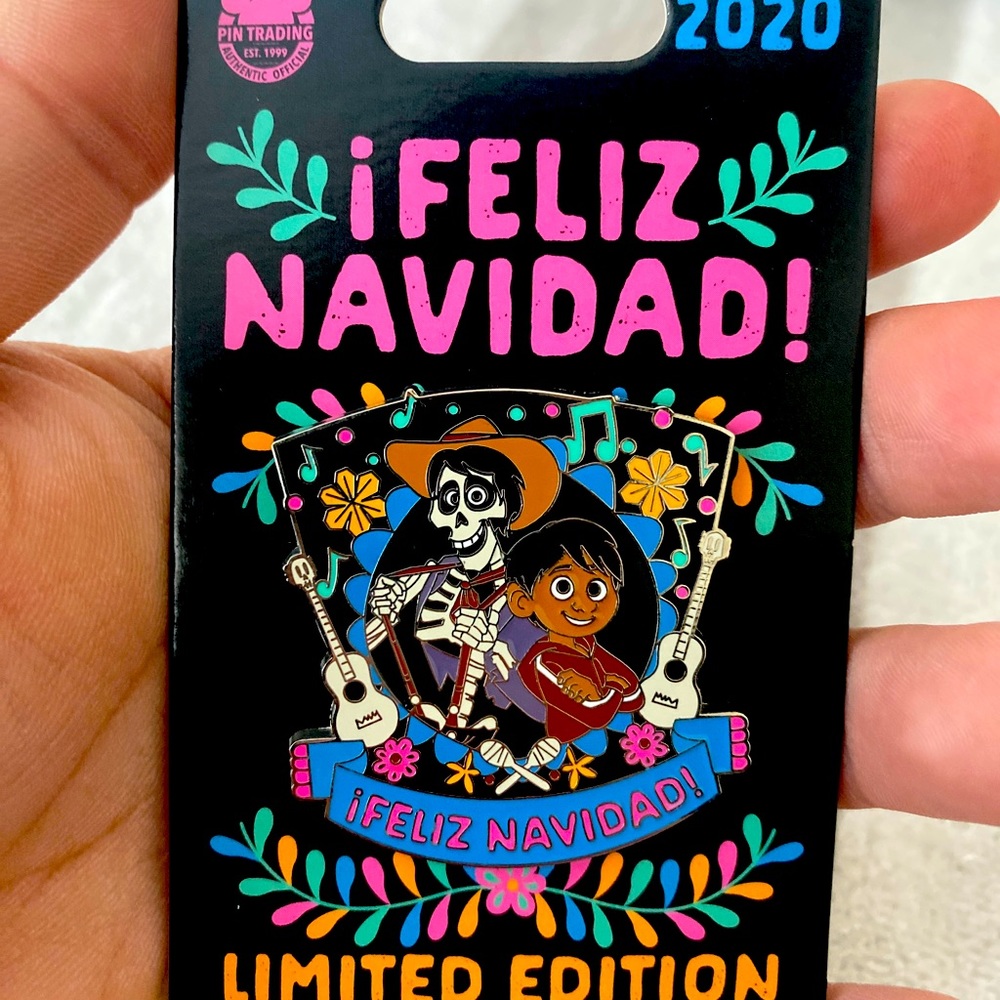 PIN TRADING
EST. 1999
AUTHENTIC OFFICIAL
2020
¡FELIZ
NAVIDAD!
¡FELIZ NAVIDAD!
LIMITED EDITION